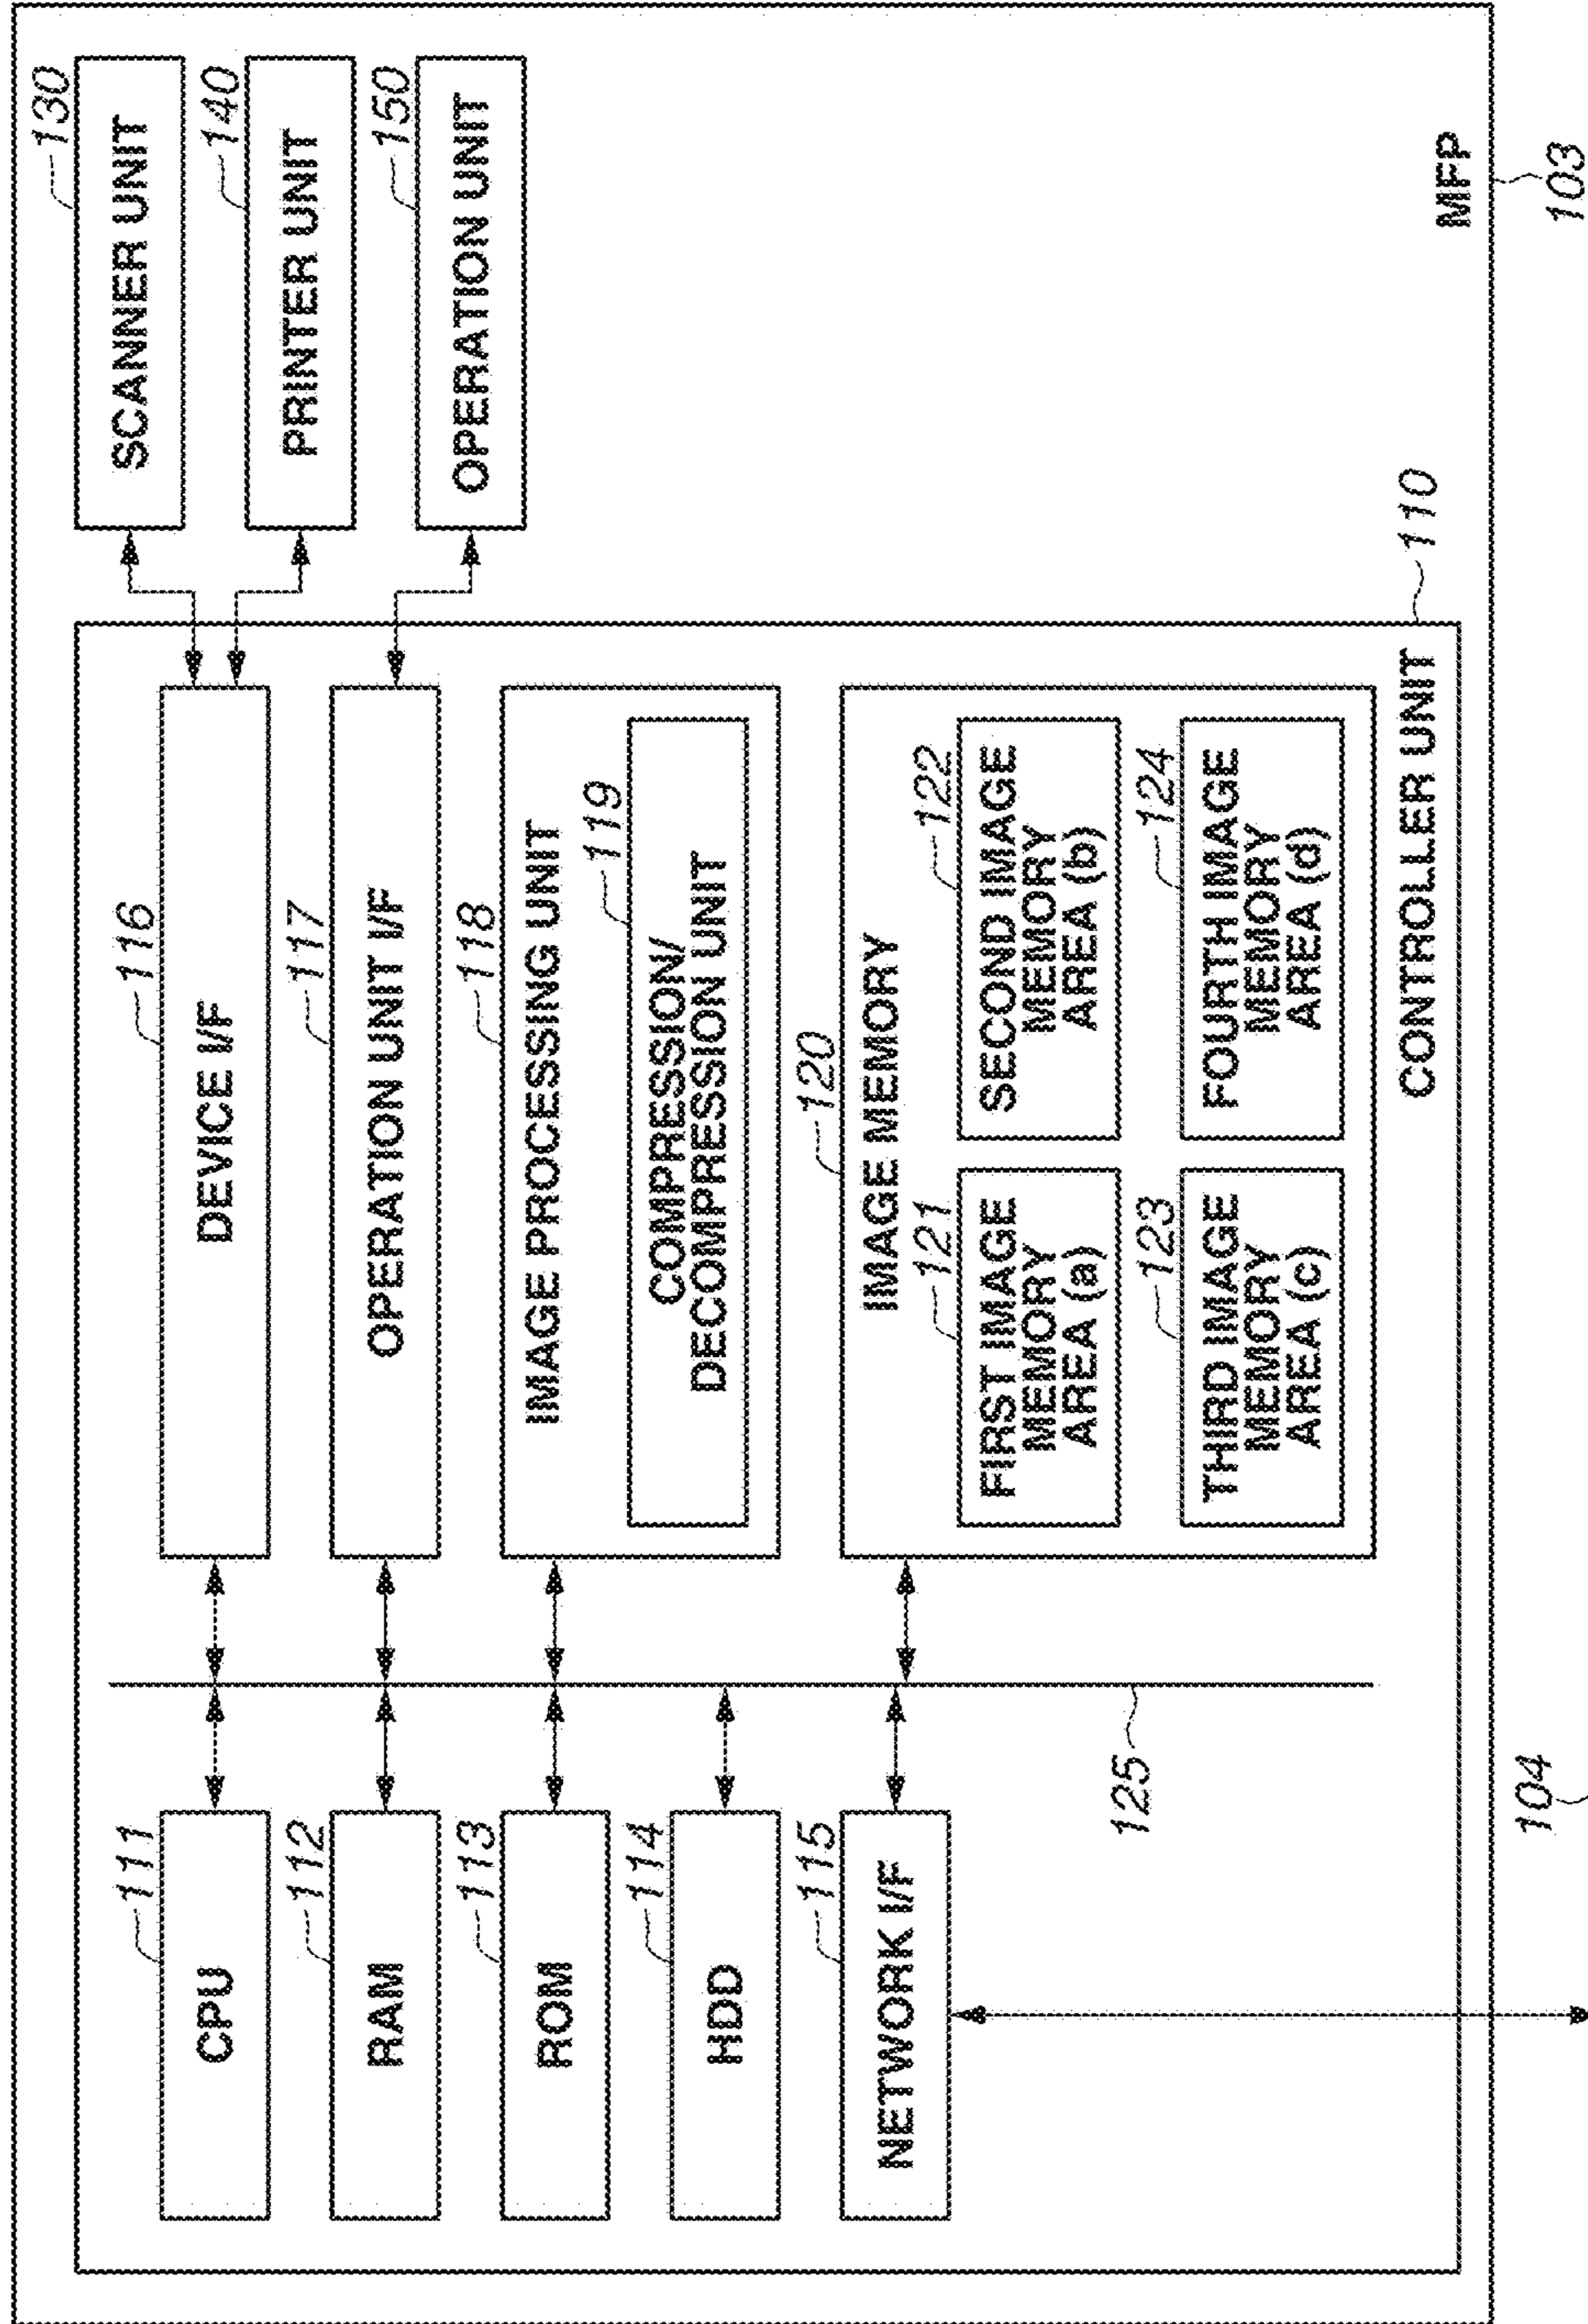 111
CPU
112
RAM
113
ROM
114
HDD
115
NETWORK I/F
125
104
116
DEVICE I/F
117
OPERATION UNIT I/F
118
IMAGE PROCESSING UNIT
119
COMPRESSION/
DECOMPRESSION UNIT
120
IMAGE MEMORY
121
FIRST IMAGE
MEMORY
AREA (a)
122
SECOND IMAGE
MEMORY
AREA (b)
123
THIRD IMAGE
MEMORY
AREA (c)
124
FOURTH IMAGE
MEMORY
AREA (d)
CONTROLLER UNIT
110
130
SCANNER UNIT
140
PRINTER UNIT
150
OPERATION UNIT
MFP
103